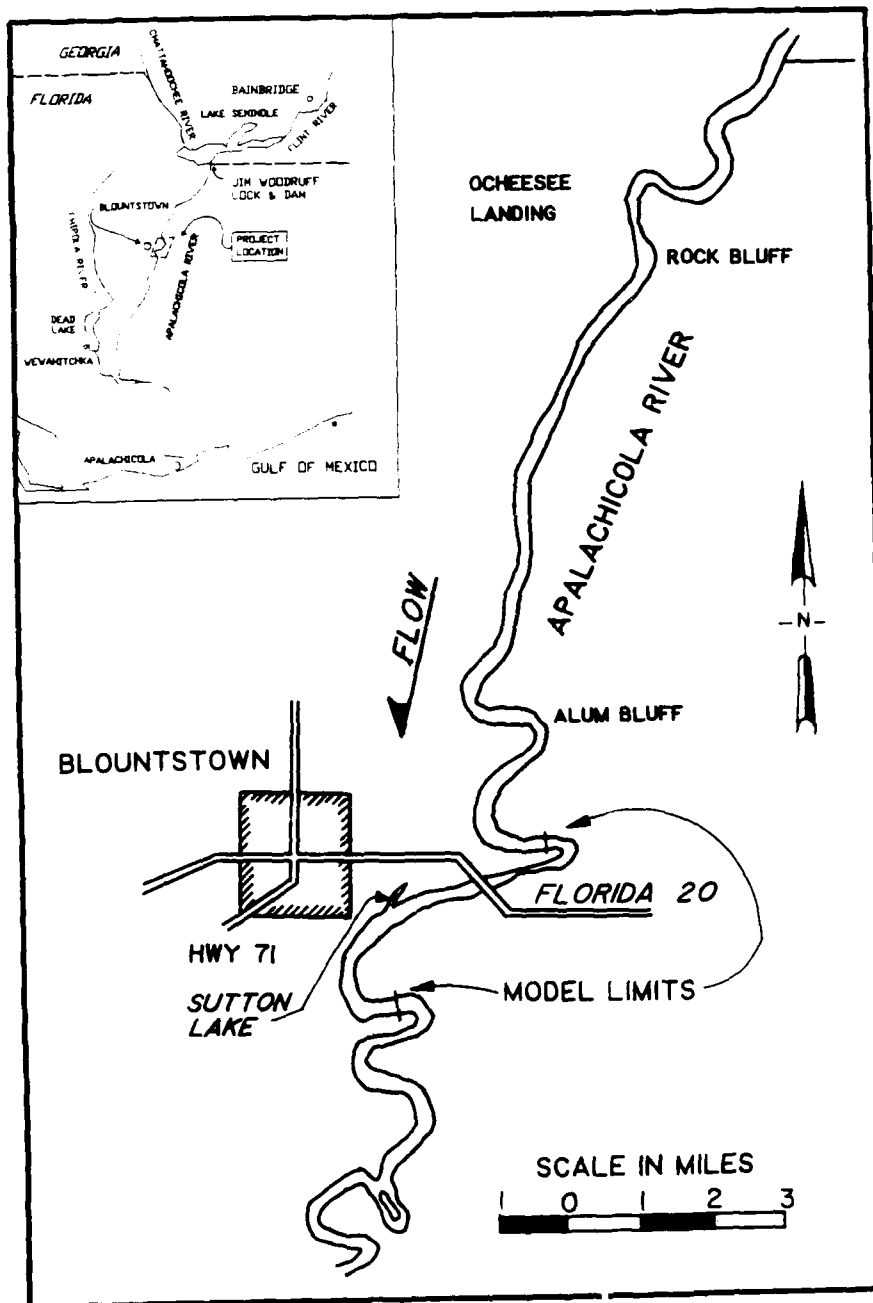 GEORGIA
FLORIDA
CHATTAHOOCHEE RIVER
BAINBRIDGE
LAKE SEMINOLE
FLINT RIVER
JIM WOODRUFF
LOCK & DAM
BLOUNTSTOWN
CHIPOLA RIVER
PROJECT
LOCATION
APALACHICOLA RIVER
DEAD
LAKE
WEWAHITCHKA
APALACHICOLA
GULF OF MEXICO
OCHEESEE
LANDING
ROCK BLUFF
APALACHICOLA RIVER
-N-
FLOW
ALUM BLUFF
BLOUNTSTOWN
FLORIDA 20
HWY 71
SUTTON
LAKE
MODEL LIMITS
SCALE IN MILES
1 0 1 2 3